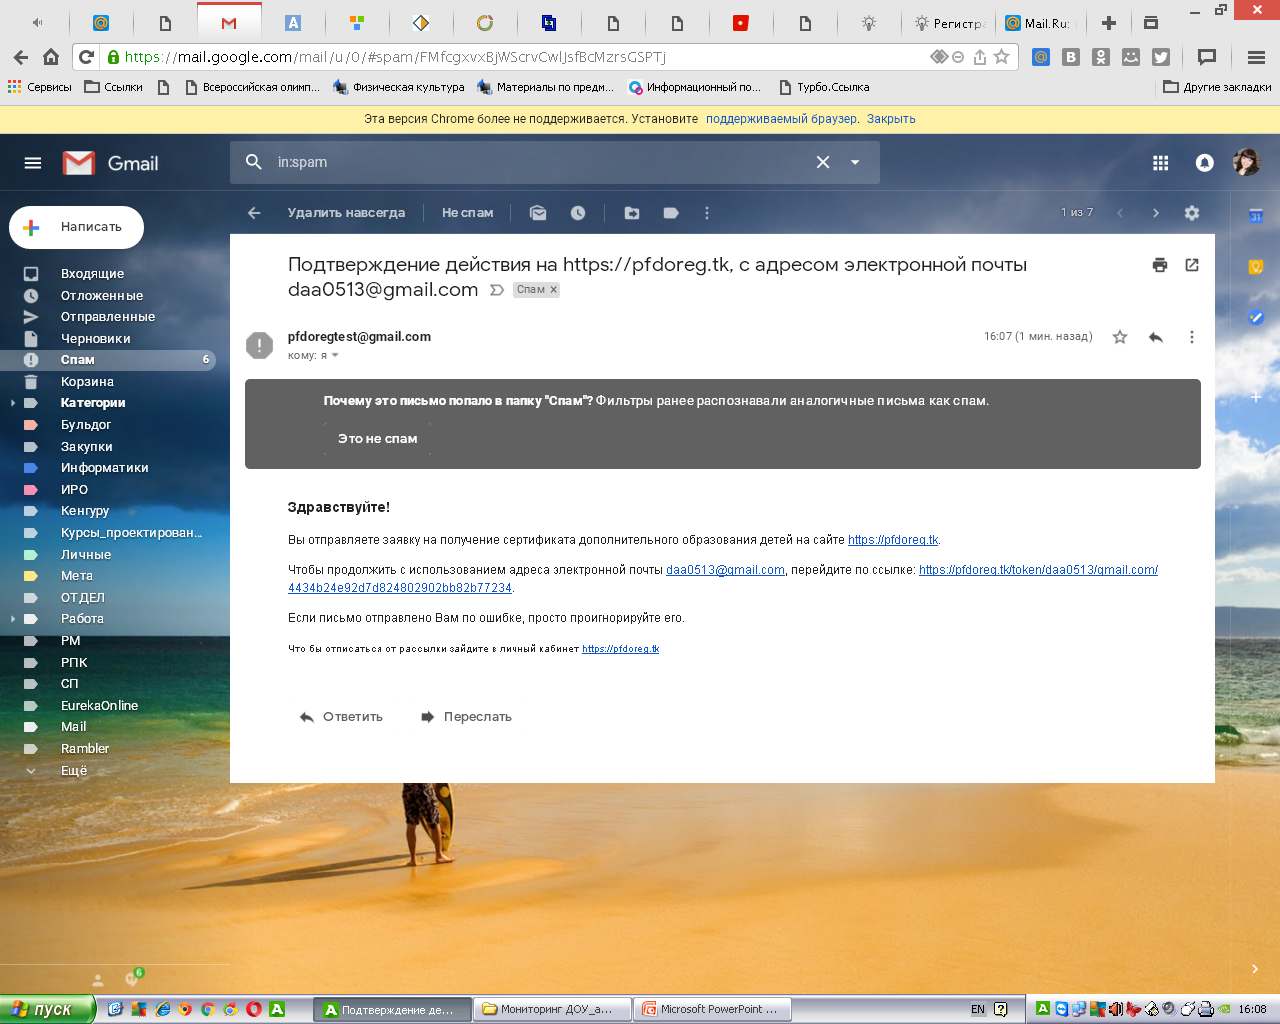 Регистра
Mail.Ru:
https://mail.google.com/mail/u/0/#spam/FMfcgxvxBjWScrvCwlJsfBcMzrsGSPTj
Сервисы
Ссылки
Всероссийская олимп...
Физическая культура
Материалы по предм...
Информационный по...
Турбо.Ссылка
Другие закладки
Эта версия Chrome более не поддерживается. Установите поддерживаемый браузер. Закрыть
Gmail
in:spam
Написать
Удалить навсегда
Не спам
1 из 7
31
Входящие
Отложенные
Отправленные
Черновики
Спам 6
Корзина
Категории
Бульдог
Закупки
Информатики
ИРО
Кенгуру
Курсы_проектирован...
Личные
Мета
ОТДЕЛ
Работа
РМ
РПК
СП
EurekaOnline
Mail
Rambler
Ещё
Подтверждение действия на https://pfdoreg.tk, с адресом электронной почты
daa0513@gmail.com Спам x
pfdoregtest@gmail.com
16:07 (1 мин. назад)
кому: я
Почему это письмо попало в папку "Спам"? Фильтры ранее распознавали аналогичные письма как спам.
Это не спам
Здравствуйте!
Вы отправляете заявку на получение сертификата дополнительного образования детей на сайте https://pfdoreg.tk.
Чтобы продолжить с использованием адреса электронной почты daa0513@gmail.com, перейдите по ссылке: https://pfdoreg.tk/token/daa0513/gmail.com/
4434b24e92d7d824802902bb82b77234.
Если письмо отправлено Вам по ошибке, просто проигнорируйте его.
Что бы отписаться от рассылки зайдите в личный кабинет https://pfdoreg.tk
Ответить
Переслать
6
пуск
Подтверждение де...
Мониторинг ДОУ_а...
Microsoft PowerPoint ...
EN
16:08